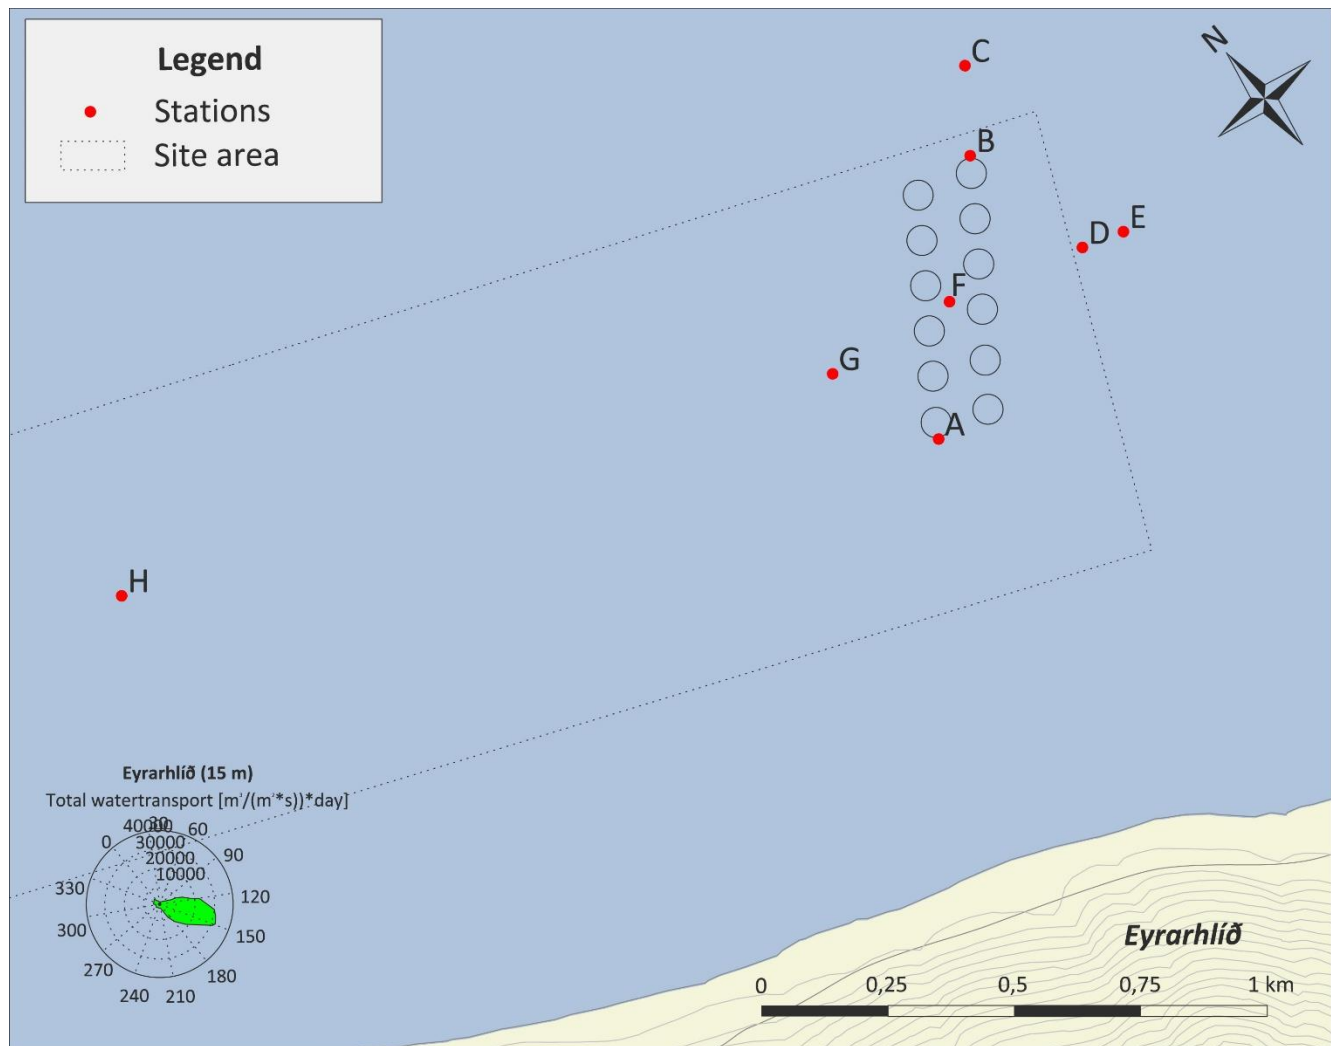 Legend
Stations
Site area
N
C
B
E
D
F
G
A
H
Eyrarhlíð (15 m)
Total watertransport [m³/(m²*s))*day]
0
30
60
90
120
150
180
210
240
270
300
330
40000
30000
20000
10000
Eyrarhlíð
0 0,25 0,5 0,75 1 km